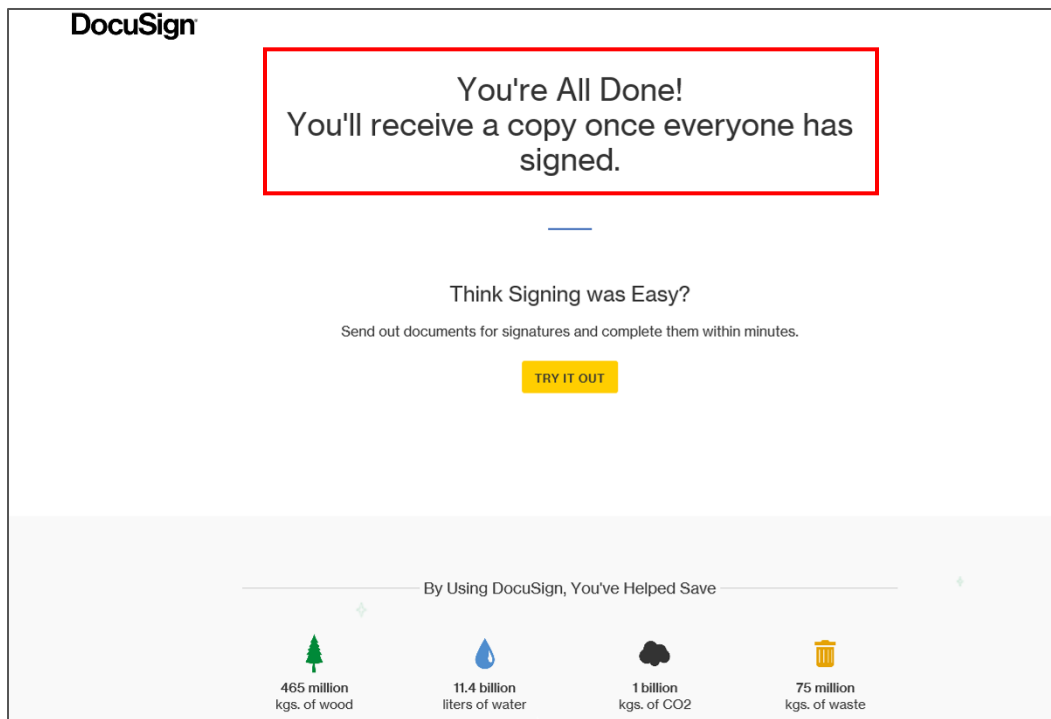 DocuSign
You're All Done!
You'll receive a copy once everyone has
signed.
Think Signing was Easy?
Send out documents for signatures and complete them within minutes.
TRY IT OUT
By Using DocuSign, You've Helped Save
465 million
kgs. of wood
11.4 billion
liters of water
1 billion
kgs. of CO2
75 million
kgs. of waste